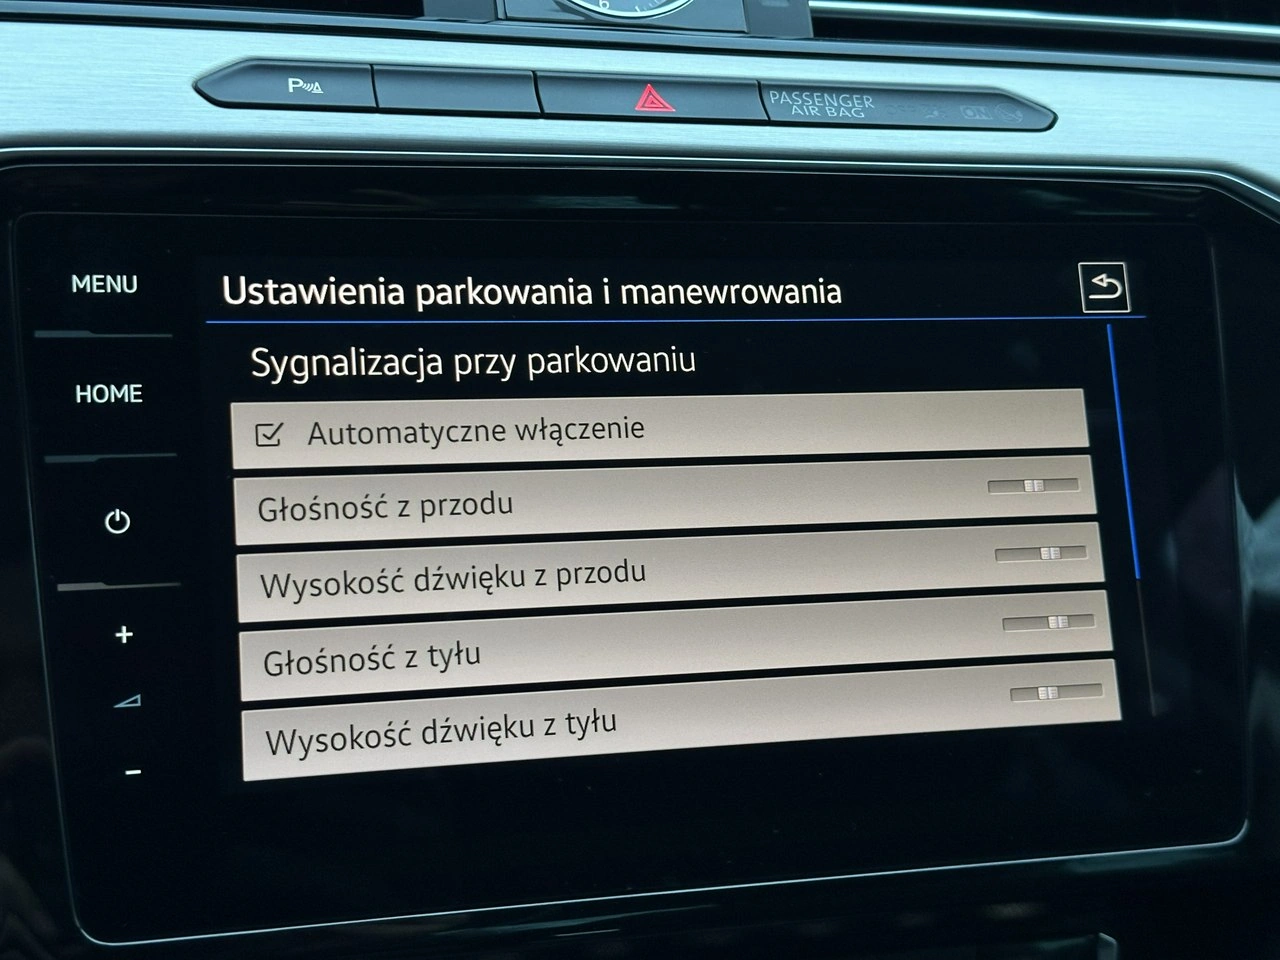 P
PASSENGER
AIR BAG
ON
MENU
HOME
Ustawienia parkowania i manewrowania
Sygnalizacja przy parkowaniu
Automatyczne włączenie
Głośność z przodu
Wysokość dźwięku z przodu
Głośność z tyłu
Wysokość dźwięku z tyłu
+
−